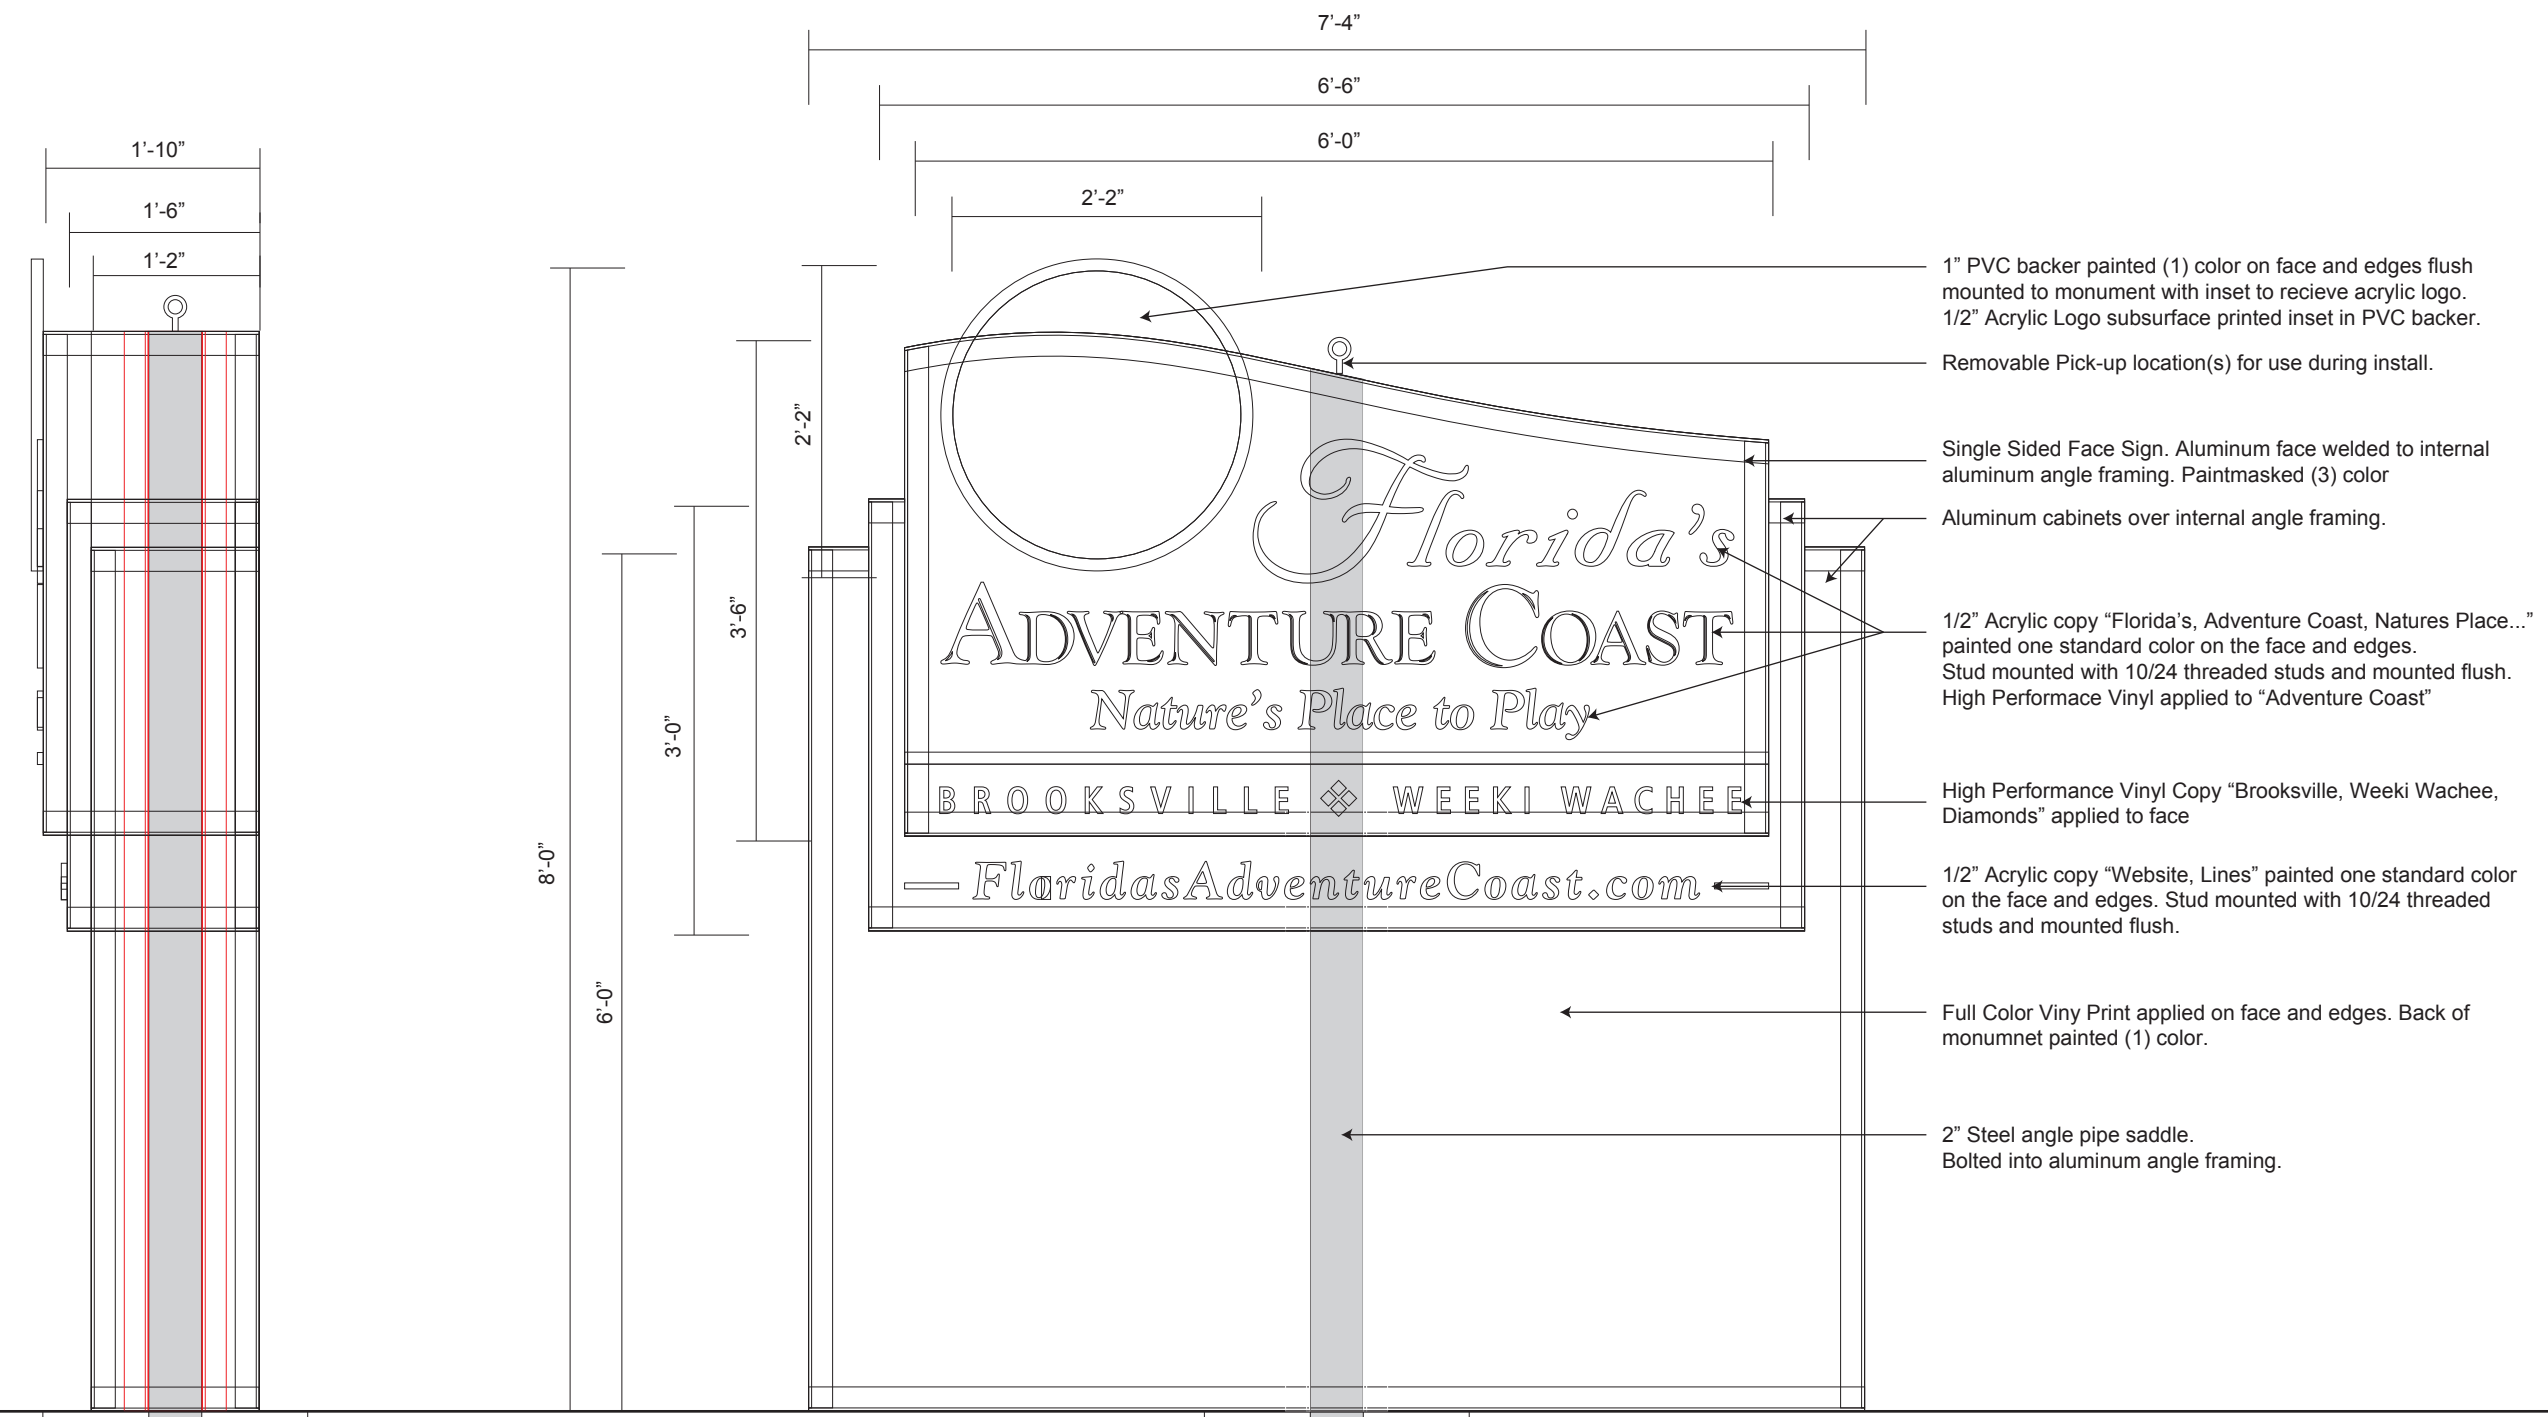 7’-4”
6’-6”
6’-0”
2’-2”
1’-10”
1’-6”
1’-2”
8’-0”
6’-0”
3’-0”
3’-6”
2’-2”
Florida’s
ADVENTURE COAST
Nature’s Place to Play
BROOKSVILLE WEEKI WACHEE
FloridasAdventureCoast.com
1” PVC backer painted (1) color on face and edges flush
mounted to monument with inset to recieve acrylic logo.
1/2” Acrylic Logo subsurface printed inset in PVC backer.
Removable Pick-up location(s) for use during install.
Single Sided Face Sign. Aluminum face welded to internal
aluminum angle framing. Paintmasked (3) color
Aluminum cabinets over internal angle framing.
1/2” Acrylic copy “Florida’s, Adventure Coast, Natures Place...”
painted one standard color on the face and edges.
Stud mounted with 10/24 threaded studs and mounted flush.
High Performace Vinyl applied to “Adventure Coast”
High Performance Vinyl Copy “Brooksville, Weeki Wachee,
Diamonds” applied to face
1/2” Acrylic copy “Website, Lines” painted one standard color
on the face and edges. Stud mounted with 10/24 threaded
studs and mounted flush.
Full Color Viny Print applied on face and edges. Back of
monumnet painted (1) color.
2” Steel angle pipe saddle.
Bolted into aluminum angle framing.